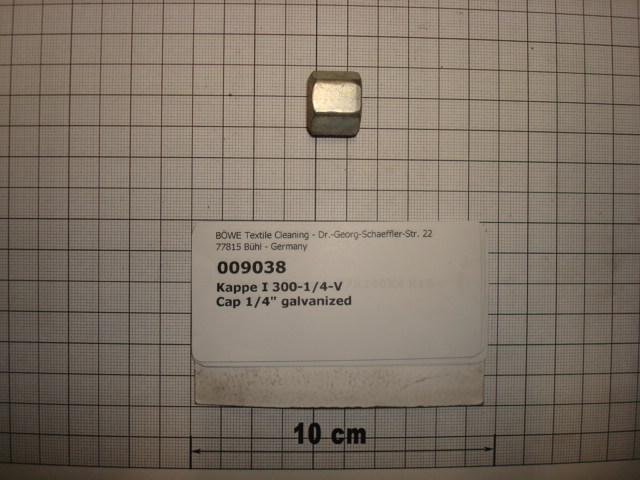 BÖWE Textile Cleaning - Dr.-Georg-Schaeffler-Str. 22
77815 Bühl - Germany
009038
Kappe I 300-1/4-V
Cap 1/4" galvanized
10 cm